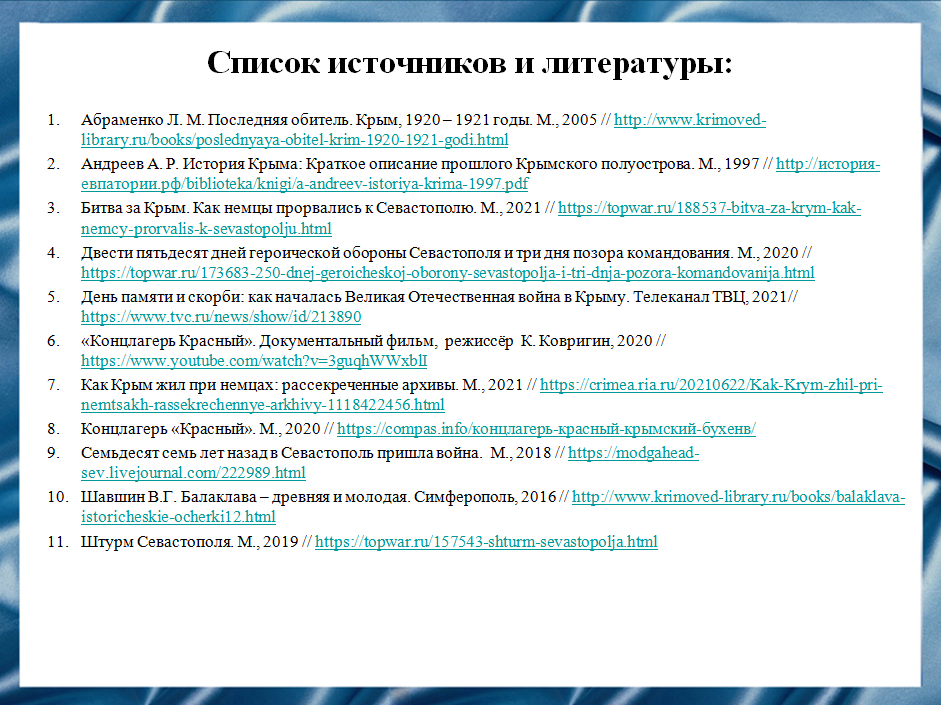 Список источников и литературы:
1. Абраменко Л. М. Последняя обитель. Крым, 1920 – 1921 годы. М., 2005 // http://www.krimoved-
library.ru/books/poslednyaya-obitel-krim-1920-1921-godi.html
2. Андреев А. Р. История Крыма: Краткое описание прошлого Крымского полуострова. М., 1997 // http://история-
евпатории.рф/biblioteka/knigi/a-andreev-istoriya-krima-1997.pdf
3. Битва за Крым. Как немцы прорвались к Севастополю. М., 2021 // https://topwar.ru/188537-bitva-za-krym-kak-
nemcy-prorvalis-k-sevastopolju.html
4. Двести пятьдесят дней героической обороны Севастополя и три дня позора командования. М., 2020 //
https://topwar.ru/173683-250-dnej-geroicheskoj-oborony-sevastopolja-i-tri-dnja-pozora-komandovanija.html
5. День памяти и скорби: как началась Великая Отечественная война в Крыму. Телеканал ТВЦ, 2021//
https://www.tvc.ru/news/show/id/213890
6. «Концлагерь Красный». Документальный фильм, режиссёр К. Ковригин, 2020 //
https://www.youtube.com/watch?v=3guqhWWxblI
7. Как Крым жил при немцах: рассекреченные архивы. М., 2021 // https://crimea.ria.ru/20210622/Kak-Krym-zhil-pri-
nemtsakh-rassekrechennye-arkhivy-1118422456.html
8. Концлагерь «Красный». М., 2020 // https://compas.info/концлагерь-красный-крымский-бухенв/
9. Семьдесят семь лет назад в Севастополь пришла война. М., 2018 // https://modgahead-
sev.livejournal.com/222989.html
10. Шавшин В.Г. Балаклава – древняя и молодая. Симферополь, 2016 // http://www.krimoved-library.ru/books/balaklava-
istoricheskie-ocherki12.html
11. Штурм Севастополя. М., 2019 // https://topwar.ru/157543-shturm-sevastopolja.html